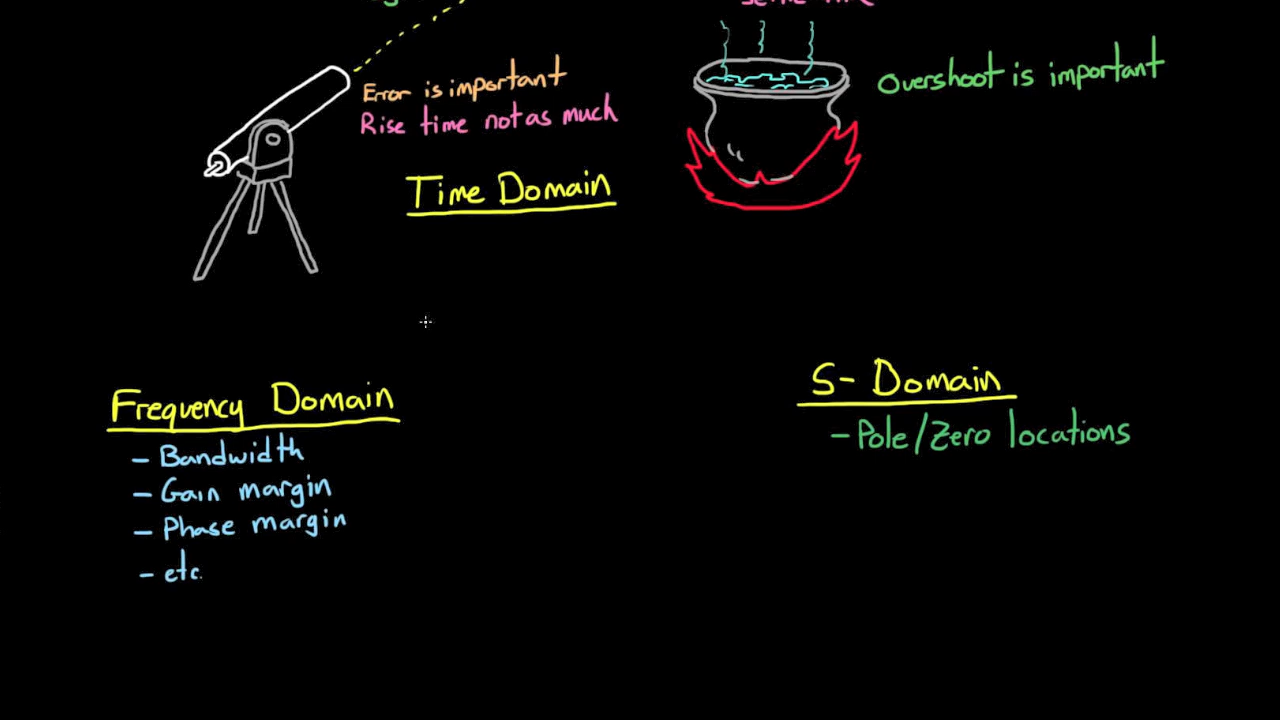 Error is important
Rise time not as much
Overshoot is important
Time Domain
Frequency Domain
- Bandwidth
- Gain margin
- Phase margin
- etc.
S- Domain
- Pole/Zero locations